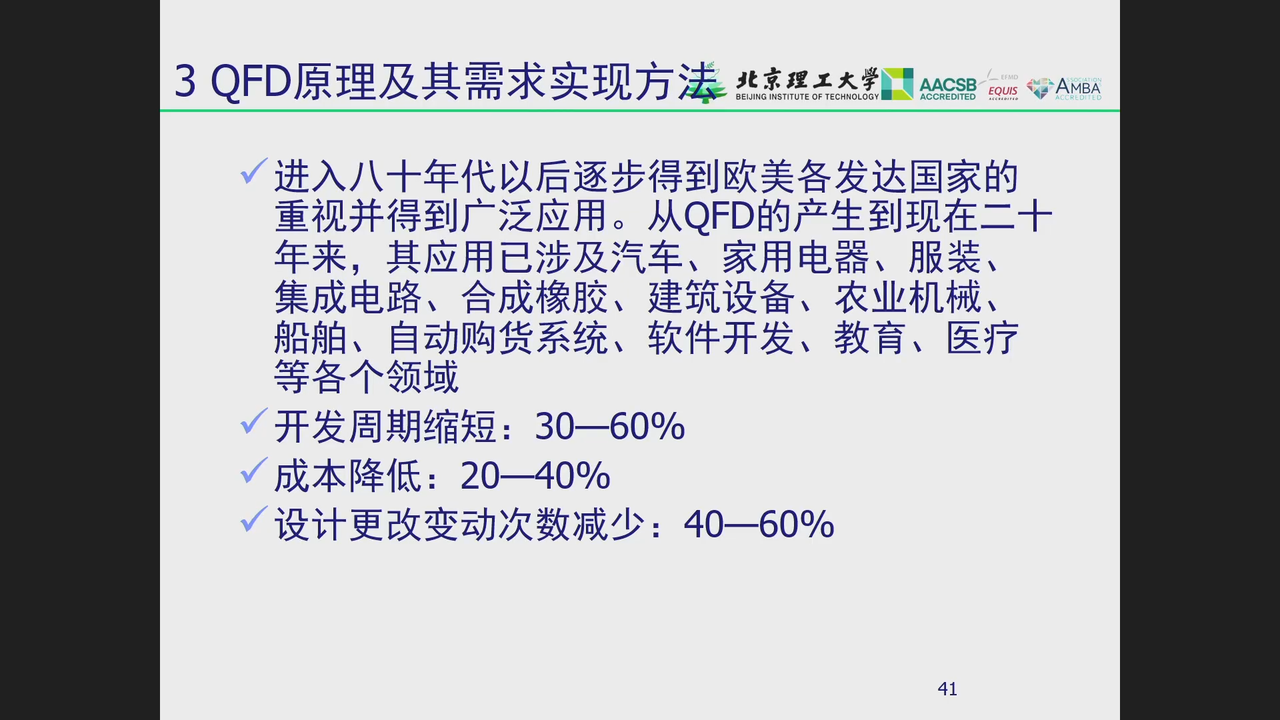 3 QFD原理及其需求实现方法
北京理工大学
BEIJING INSTITUTE OF TECHNOLOGY
AACSB
ACCREDITED
EFMD
EQUIS
ACCREDITED
ASSOCIATION
AMBA
ACCREDITED
✓进入八十年代以后逐步得到欧美各发达国家的
重视并得到广泛应用。从QFD的产生到现在二十
年来，其应用已涉及汽车、家用电器、服装、
集成电路、合成橡胶、建筑设备、农业机械、
船舶、自动购货系统、软件开发、教育、医疗
等各个领域
✓开发周期缩短：30—60%
✓成本降低：20—40%
✓设计更改变动次数减少：40—60%
41